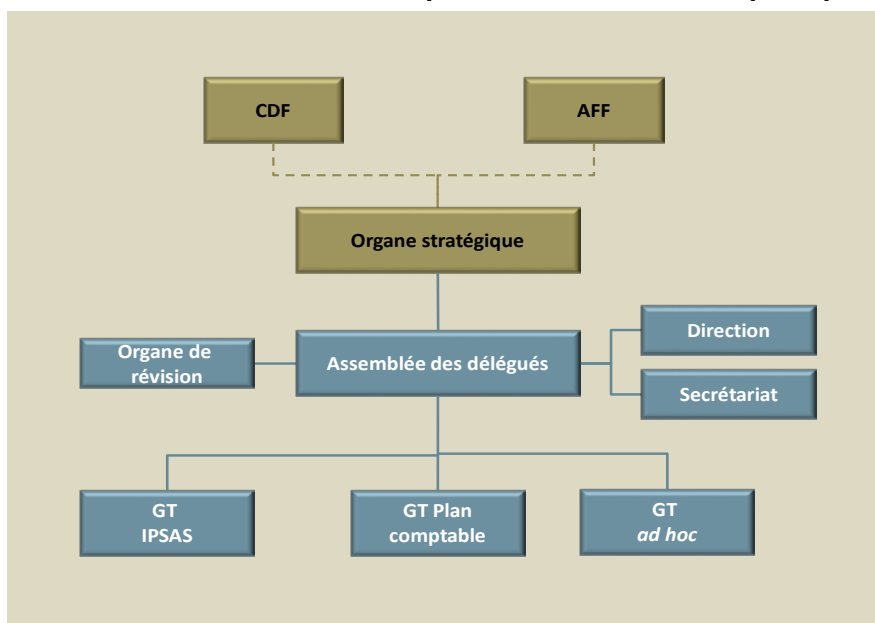 CDF
AFF
Organe stratégique
Organe de
révision
Assemblée des délégués
Direction
Secrétariat
GT
IPSAS
GT Plan
comptable
GT
ad hoc